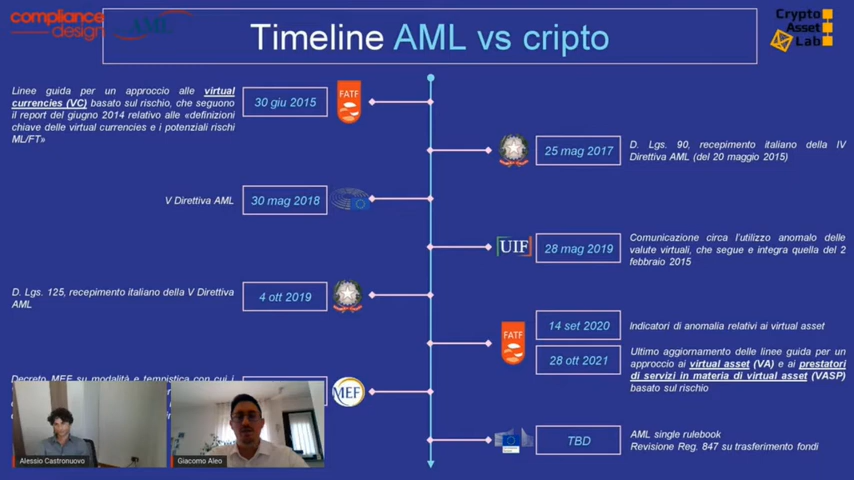 compliance
design
AML
Timeline AML vs cripto
Crypto
Asset
Lab
Linee guida per un approccio alle virtual
currencies (VC) basato sul rischio, che seguono
il report del giugno 2014 relativo alle «definizioni
chiave delle virtual currencies e i potenziali rischi
ML/FT»
30 giu 2015
FATF
25 mag 2017
D. Lgs. 90, recepimento italiano della IV
Direttiva AML (del 20 maggio 2015)
V Direttiva AML
30 mag 2018
UIF
28 mag 2019
Comunicazione circa l'utilizzo anomalo delle
valute virtuali, che segue e integra quella del 2
febbraio 2015
D. Lgs. 125, recepimento italiano della V Direttiva
AML
4 ott 2019
FATF
14 set 2020
Indicatori di anomalia relativi ai virtual asset
28 ott 2021
Ultimo aggiornamento delle linee guida per un
approccio ai virtual asset (VA) e ai prestatori
di servizi in materia di virtual asset (VASP)
basato sul rischio
Decreto MEF su modalità e tempistica con cui i
MEF
TBD
AML single rulebook
Revisione Reg. 847 su trasferimento fondi
Alessio Castronuovo
Giacomo Aleo